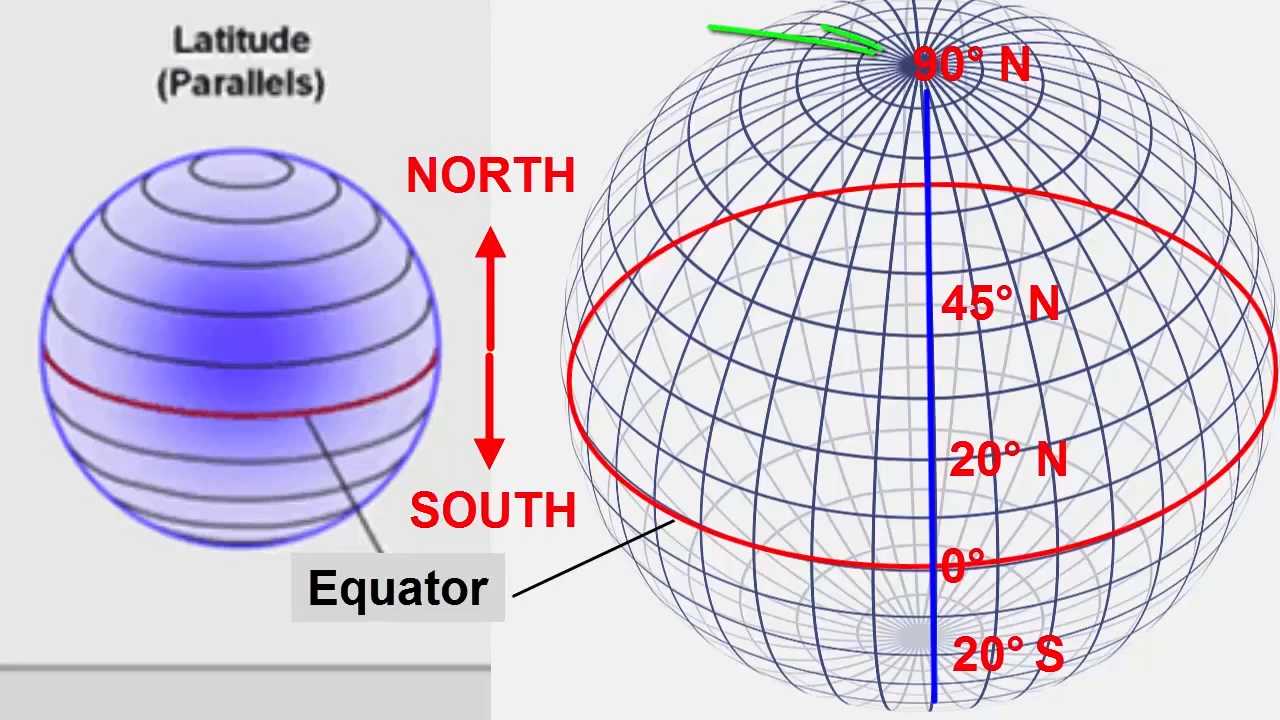 Latitude
(Parallels)
NORTH
SOUTH
Equator
90° N
45° N
20° N
0°
20° S